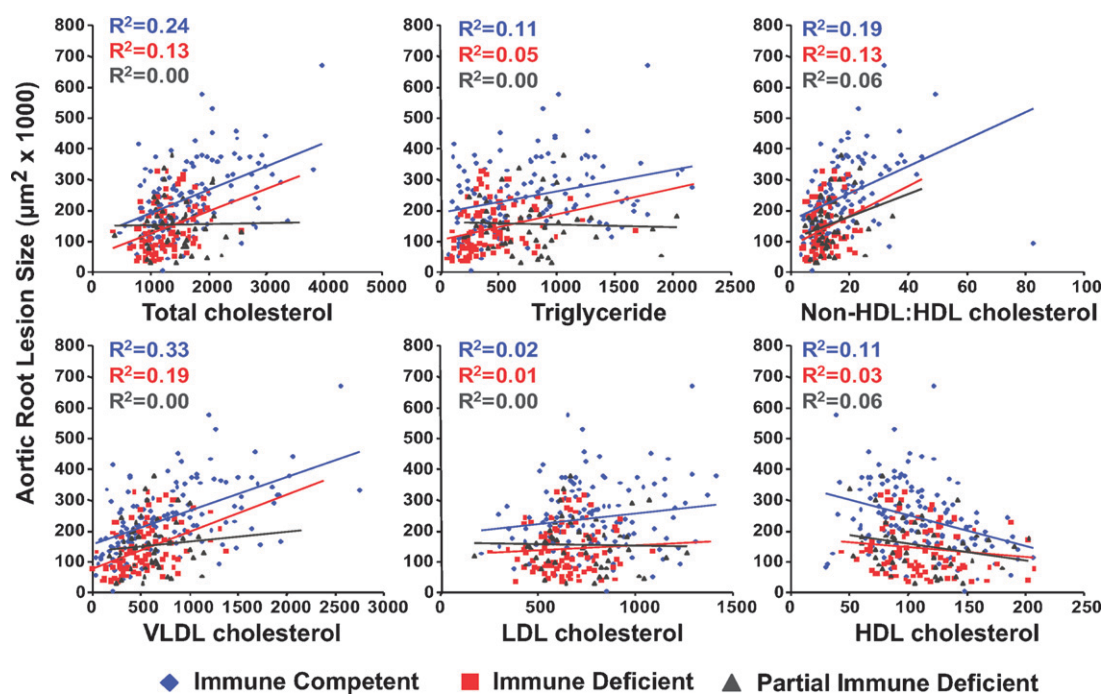 Aortic Root Lesion Size (µm² x 1000)
800
700
600
500
400
300
200
100
0
R²=0.24
R²=0.13
R²=0.00
0 1000 2000 3000 4000 5000
Total cholesterol
800
700
600
500
400
300
200
100
0
R²=0.11
R²=0.05
R²=0.00
0 500 1000 1500 2000 2500
Triglyceride
800
700
600
500
400
300
200
100
0
R²=0.19
R²=0.13
R²=0.06
0 20 40 60 80 100
Non-HDL:HDL cholesterol
800
700
600
500
400
300
200
100
0
R²=0.33
R²=0.19
R²=0.00
0 500 1000 1500 2000 2500 3000
VLDL cholesterol
800
700
600
500
400
300
200
100
0
R²=0.02
R²=0.01
R²=0.00
0 500 1000 1500
LDL cholesterol
800
700
600
500
400
300
200
100
0
R²=0.11
R²=0.03
R²=0.06
0 50 100 150 200 250
HDL cholesterol
Immune Competent Immune Deficient Partial Immune Deficient